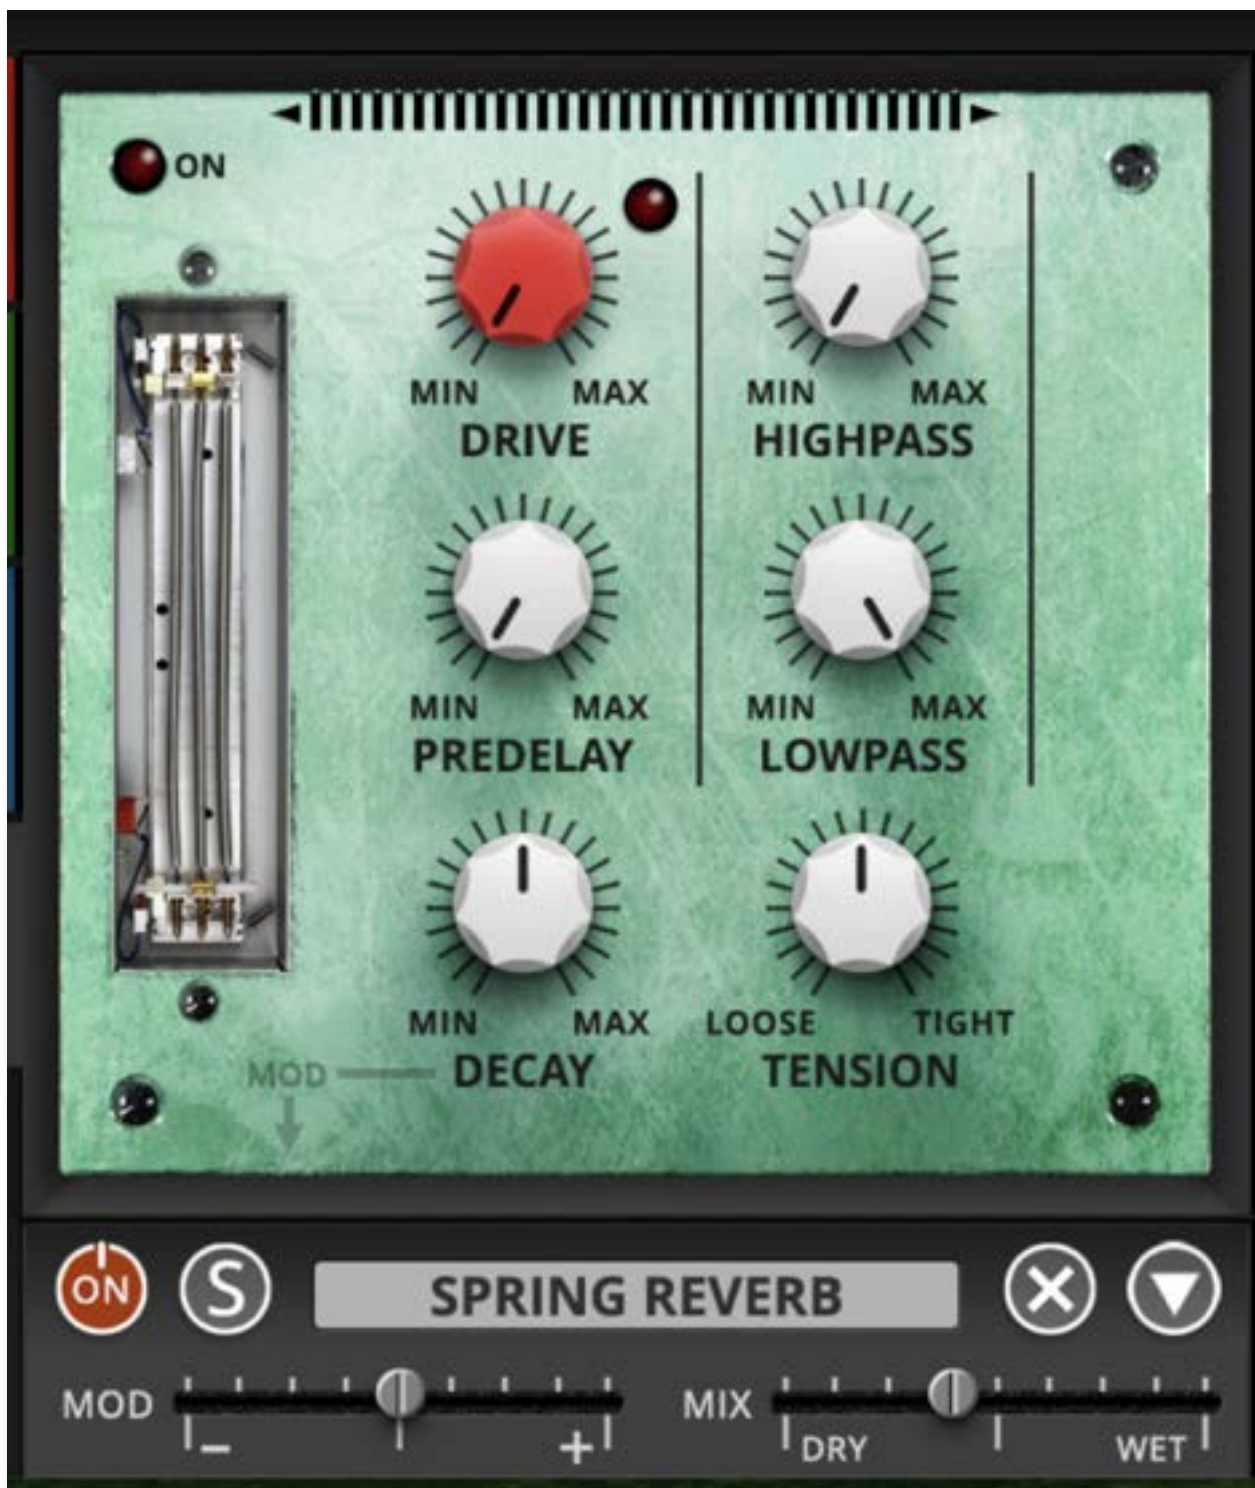 ON
MIN MAX MIN MAX
DRIVE HIGHPASS
MIN MAX MIN MAX
PREDELAY LOWPASS
MIN MAX LOOSE TIGHT
MOD DECAY TENSION
ON S SPRING REVERB
MOD MIX
− + DRY WET